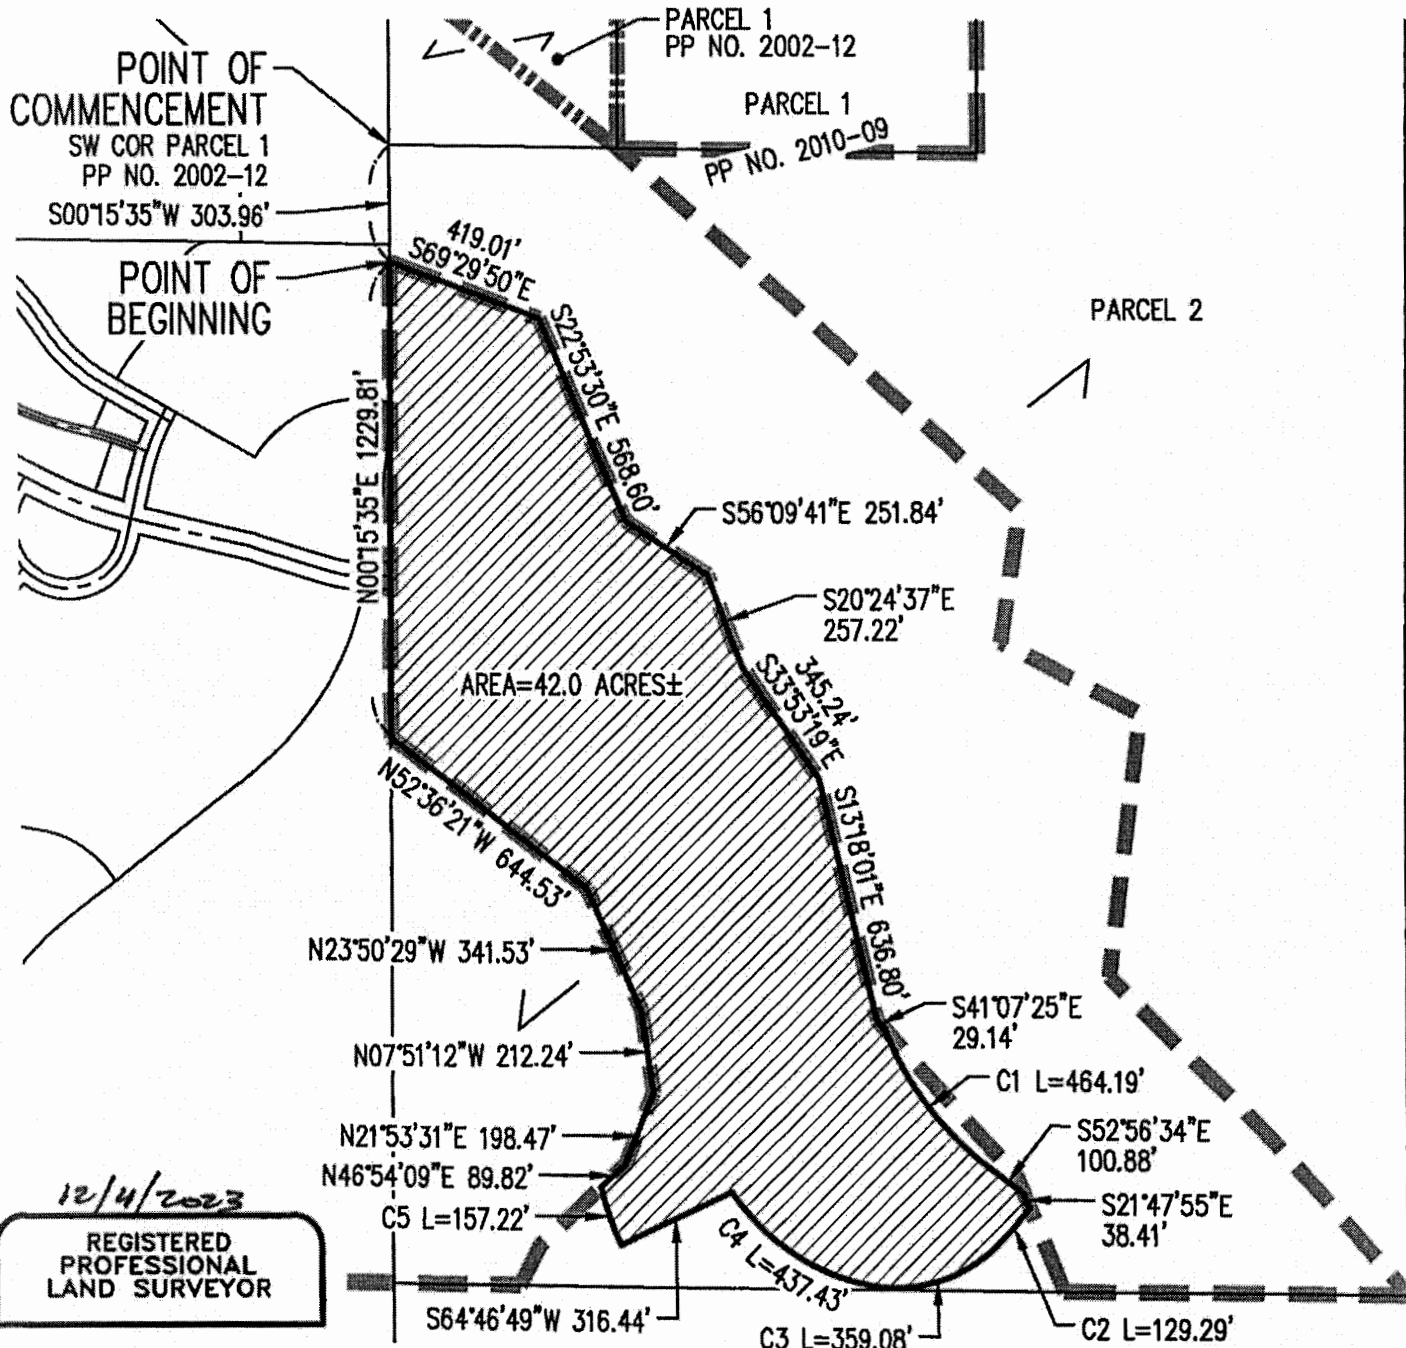 PARCEL 1
PP NO. 2002-12
POINT OF
COMMENCEMENT
SW COR PARCEL 1
PP NO. 2002-12
S00°15'35"W 303.96'
PARCEL 1
PP NO. 2010-09
419.01'
S69°29'50"E
POINT OF
BEGINNING
PARCEL 2
S22°53'30"E 568.60'
N00°15'35"E 1229.81'
S56°09'41"E 251.84'
S20°24'37"E
257.22'
345.24'
S33°53'19"E
AREA=42.0 ACRES±
S13°18'01"E 636.80'
N52°36'21"W 644.53'
N23°50'29"W 341.53'
S41°07'25"E
29.14'
N07°51'12"W 212.24'
C1 L=464.19'
N21°53'31"E 198.47'
S52°56'34"E
100.88'
N46°54'09"E 89.82'
S21°47'55"E
38.41'
C5 L=157.22'
C4 L=437.43'
S64°46'49"W 316.44'
C3 L=359.08'
C2 L=129.29'
12/4/2023
REGISTERED
PROFESSIONAL
LAND SURVEYOR